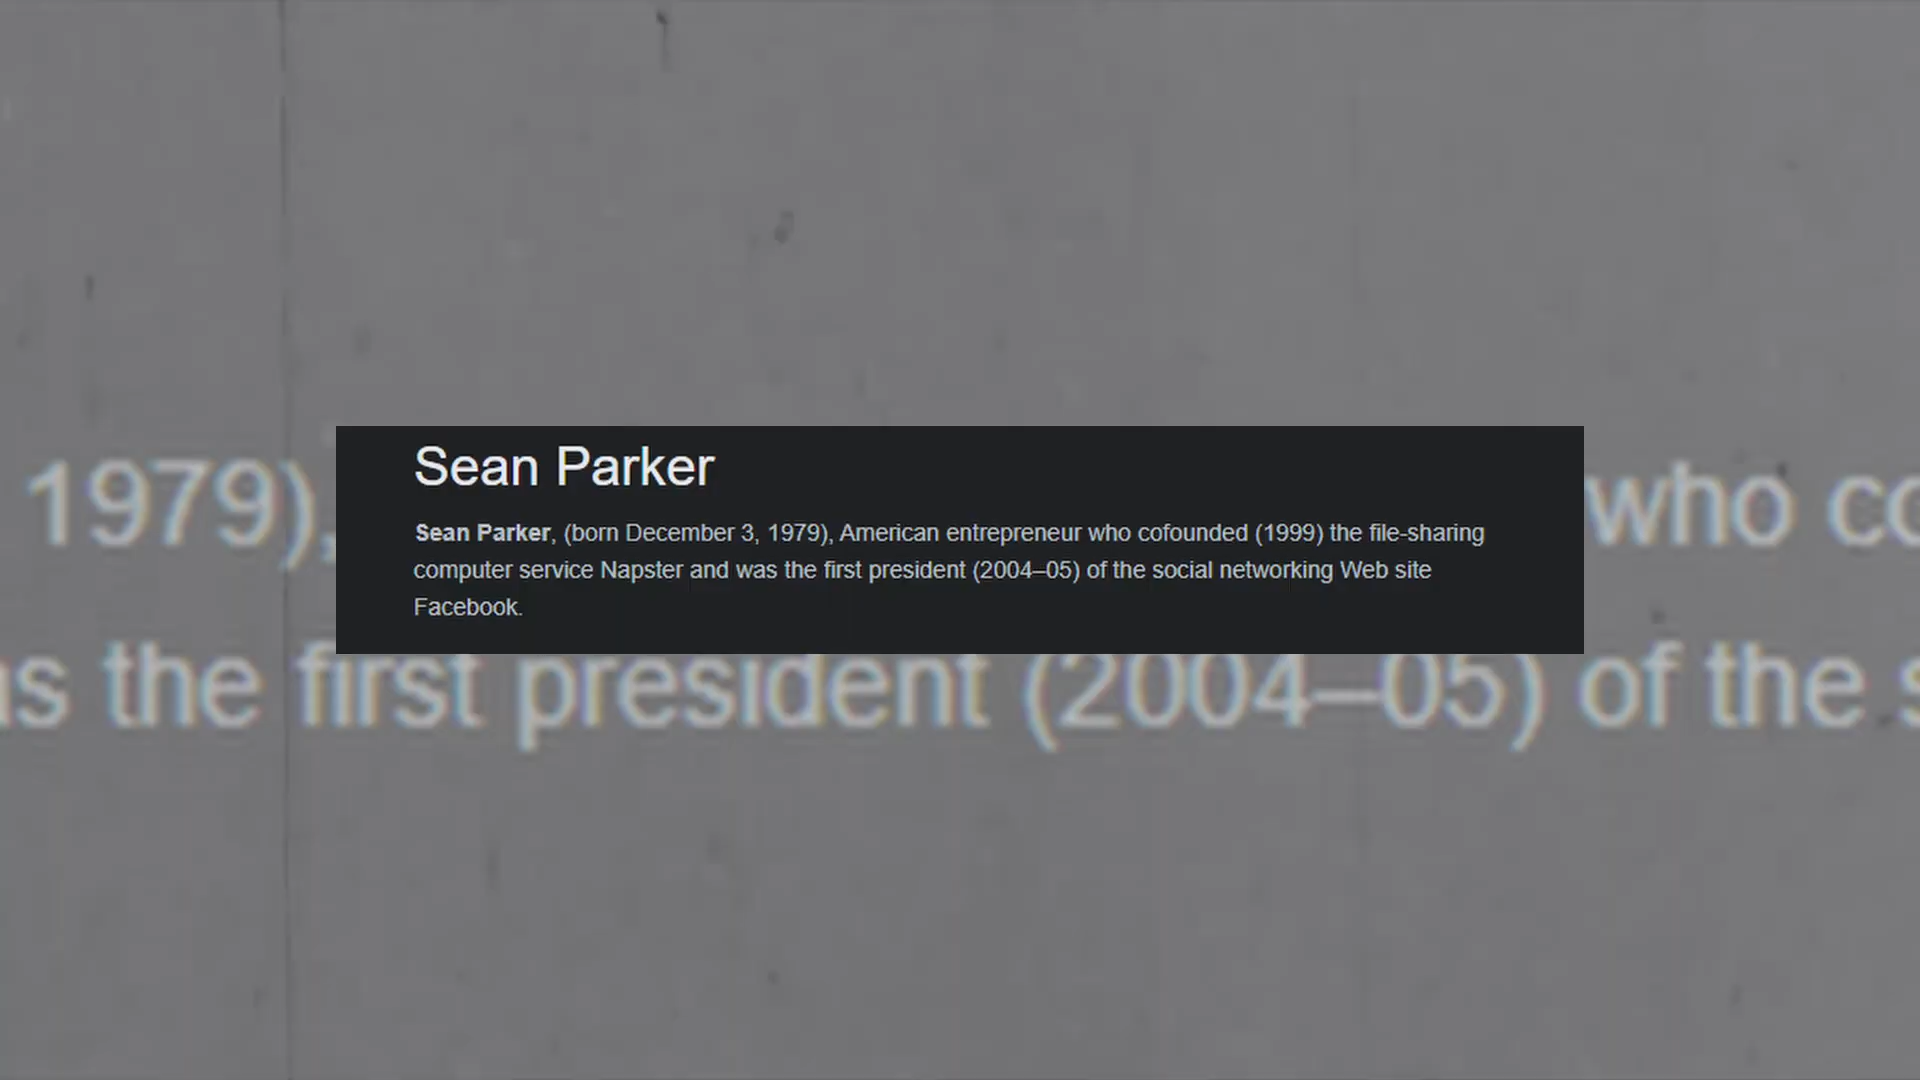 Sean Parker
Sean Parker, (born December 3, 1979), American entrepreneur who cofounded (1999) the file-sharing
computer service Napster and was the first president (2004–05) of the social networking Web site
Facebook.
1979), who co
as the first president (2004–05) of the s